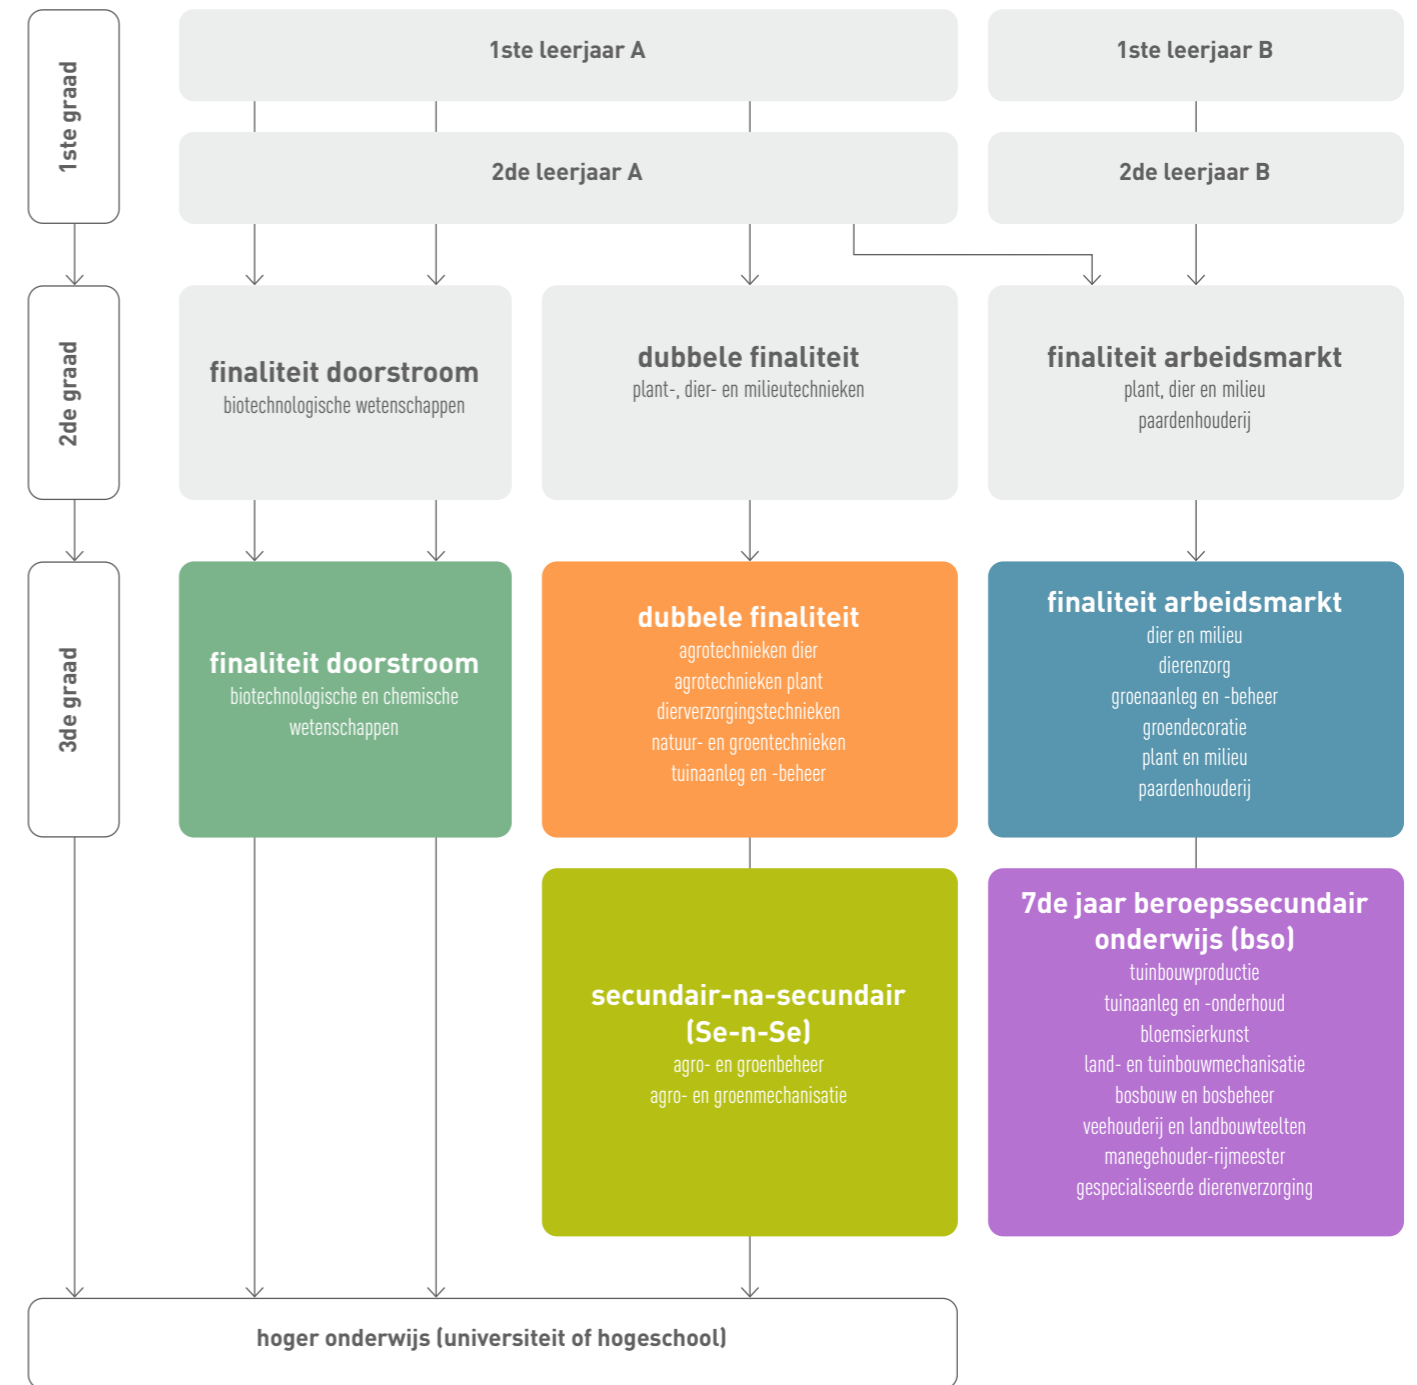 1ste graad
1ste leerjaar A
1ste leerjaar B
2de leerjaar A
2de leerjaar B
2de graad
finaliteit doorstroom
biotechnologische wetenschappen
dubbele finaliteit
plant-, dier- en milieutechnieken
finaliteit arbeidsmarkt
plant, dier en milieu
paardenhouderij
3de graad
finaliteit doorstroom
biotechnologische en chemische
wetenschappen
dubbele finaliteit
agrotechnieken dier
agrotechnieken plant
dierverzorgingstechnieken
natuur- en groentechnieken
tuinaanleg en -beheer
finaliteit arbeidsmarkt
dier en milieu
dierenzorg
groenaanleg en -beheer
groendecoratie
plant en milieu
paardenhouderij
secundair-na-secundair
(Se-n-Se)
agro- en groenbeheer
agro- en groenmechanisatie
7de jaar beroepssecundair
onderwijs (bso)
tuinbouwproductie
tuinaanleg en -onderhoud
bloemsierkunst
land- en tuinbouwmechanisatie
bosbouw en bosbeheer
veehouderij en landbouwteelten
manegehouder-rijmeester
gespecialiseerde dierenverzorging
hoger onderwijs (universiteit of hogeschool)